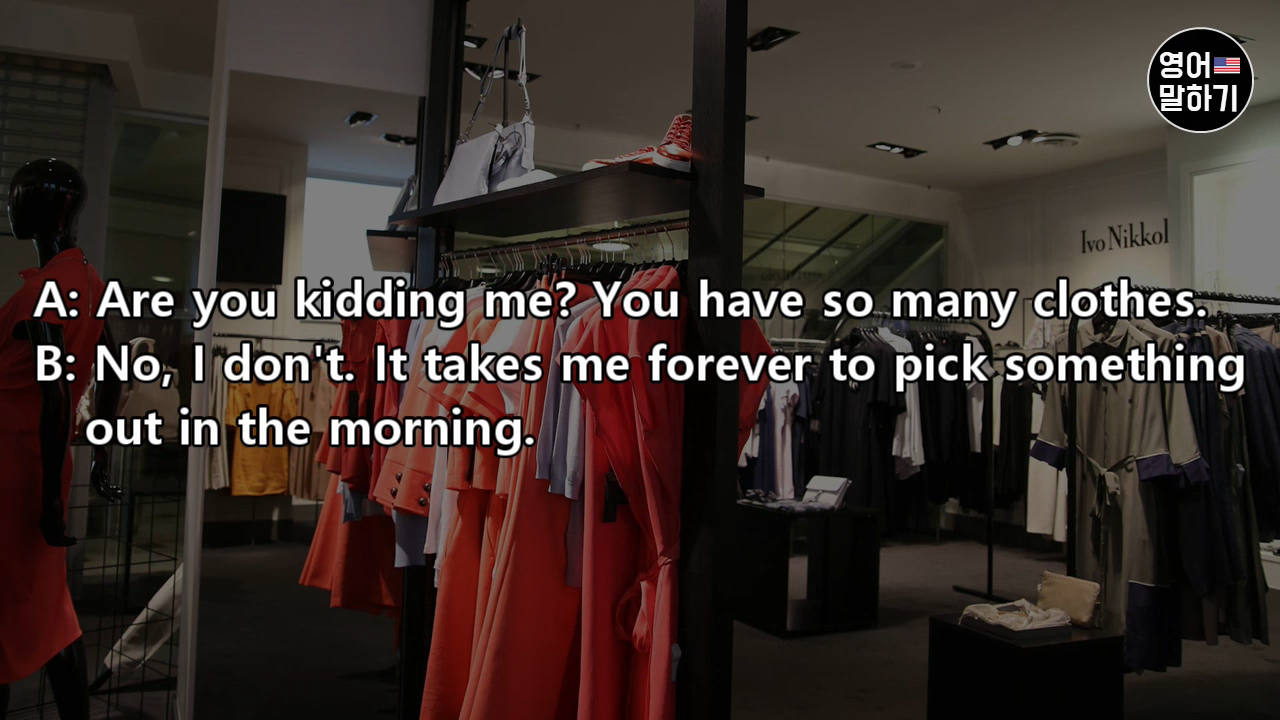 영어
말하기
Ivo Nikkol
A: Are you kidding me? You have so many clothes.
B: No, I don't. It takes me forever to pick something
out in the morning.